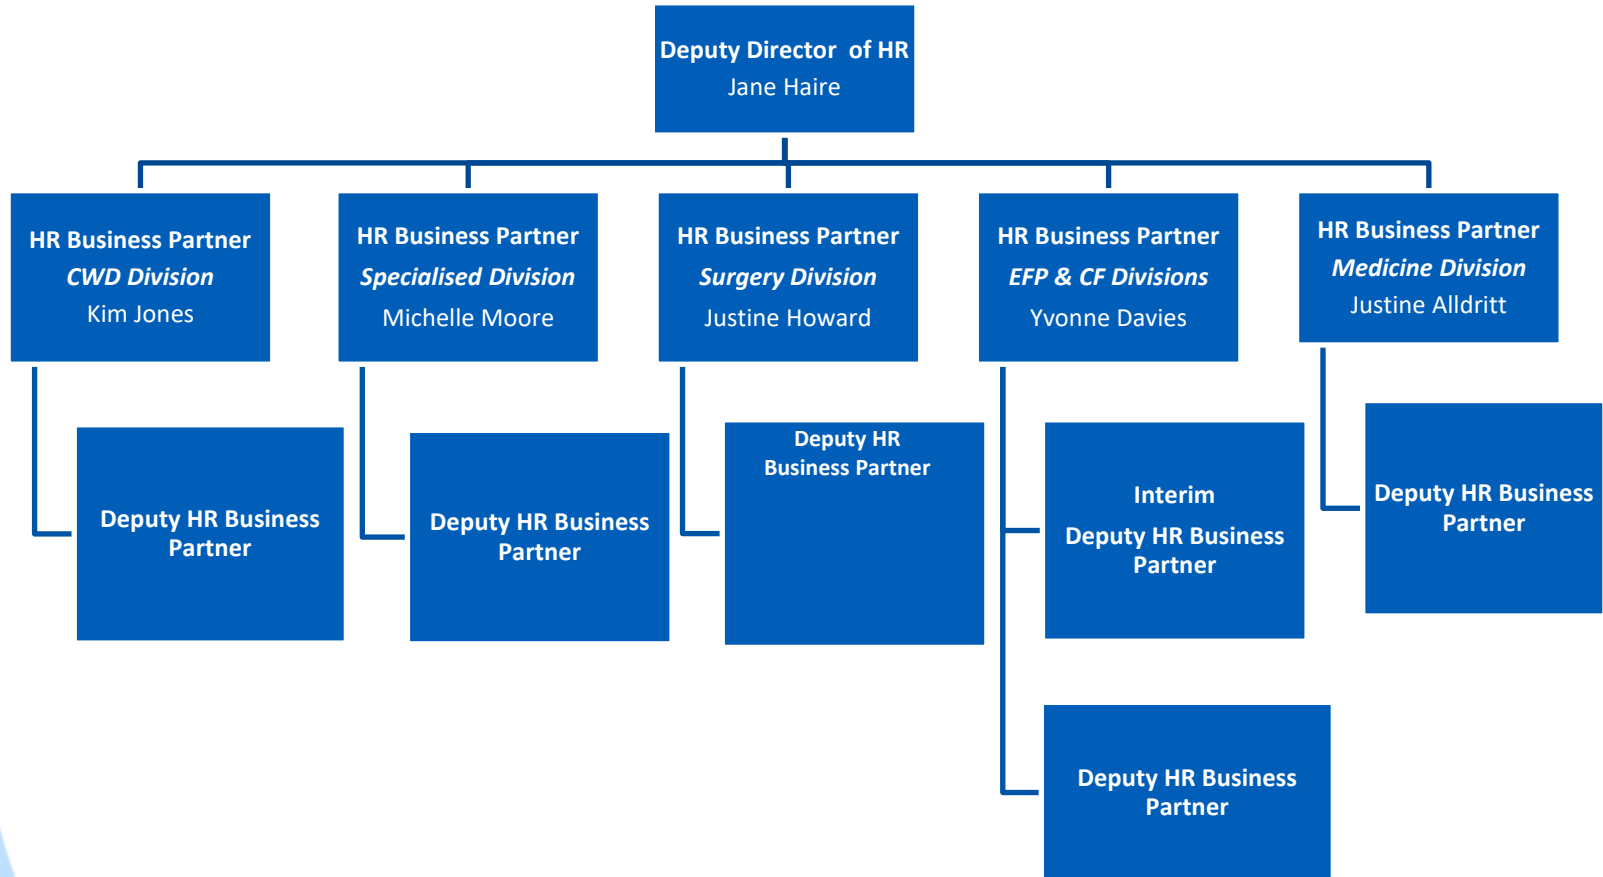 Deputy Director of HR
Jane Haire
HR Business Partner
CWD Division
Kim Jones
HR Business Partner
Specialised Division
Michelle Moore
HR Business Partner
Surgery Division
Justine Howard
HR Business Partner
EFP & CF Divisions
Yvonne Davies
HR Business Partner
Medicine Division
Justine Alldritt
Deputy HR Business
Partner
Deputy HR Business
Partner
Deputy HR
Business Partner
Interim
Deputy HR Business
Partner
Deputy HR Business
Partner
Deputy HR Business
Partner